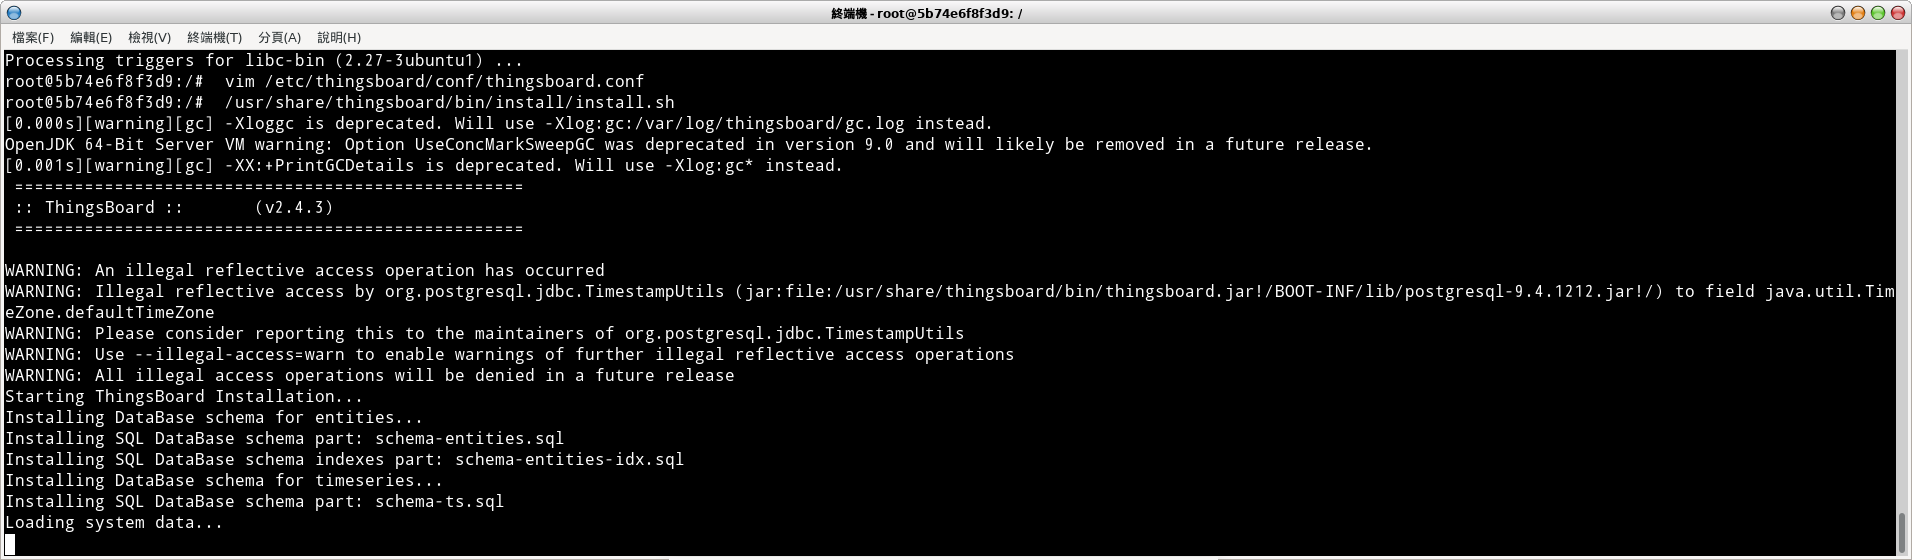 終端機 - root@5b74e6f8f3d9: /
檔案(F) 編輯(E) 檢視(V) 終端機(T) 分頁(A) 說明(H)
Processing triggers for libc-bin (2.27-3ubuntu1) ...
root@5b74e6f8f3d9:/#  vim /etc/thingsboard/conf/thingsboard.conf
root@5b74e6f8f3d9:/#  /usr/share/thingsboard/bin/install/install.sh
[0.000s][warning][gc] -Xloggc is deprecated. Will use -Xlog:gc:/var/log/thingsboard/gc.log instead.
OpenJDK 64-Bit Server VM warning: Option UseConcMarkSweepGC was deprecated in version 9.0 and will likely be removed in a future release.
[0.001s][warning][gc] -XX:+PrintGCDetails is deprecated. Will use -Xlog:gc* instead.
 ===================================================
 :: ThingsBoard ::       (v2.4.3)
 ===================================================
WARNING: An illegal reflective access operation has occurred
WARNING: Illegal reflective access by org.postgresql.jdbc.TimestampUtils (jar:file:/usr/share/thingsboard/bin/thingsboard.jar!/BOOT-INF/lib/postgresql-9.4.1212.jar!/) to field java.util.Tim
eZone.defaultTimeZone
WARNING: Please consider reporting this to the maintainers of org.postgresql.jdbc.TimestampUtils
WARNING: Use --illegal-access=warn to enable warnings of further illegal reflective access operations
WARNING: All illegal access operations will be denied in a future release
Starting ThingsBoard Installation...
Installing DataBase schema for entities...
Installing SQL DataBase schema part: schema-entities.sql
Installing SQL DataBase schema indexes part: schema-entities-idx.sql
Installing DataBase schema for timeseries...
Installing SQL DataBase schema part: schema-ts.sql
Loading system data...